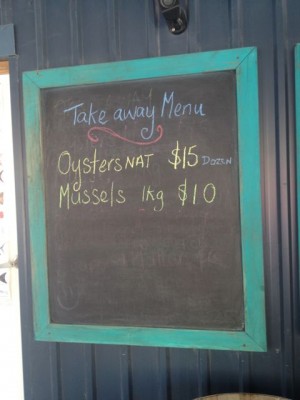 Take away Menu
Oysters NAT $15 DOZEN
Mussels 1kg $10